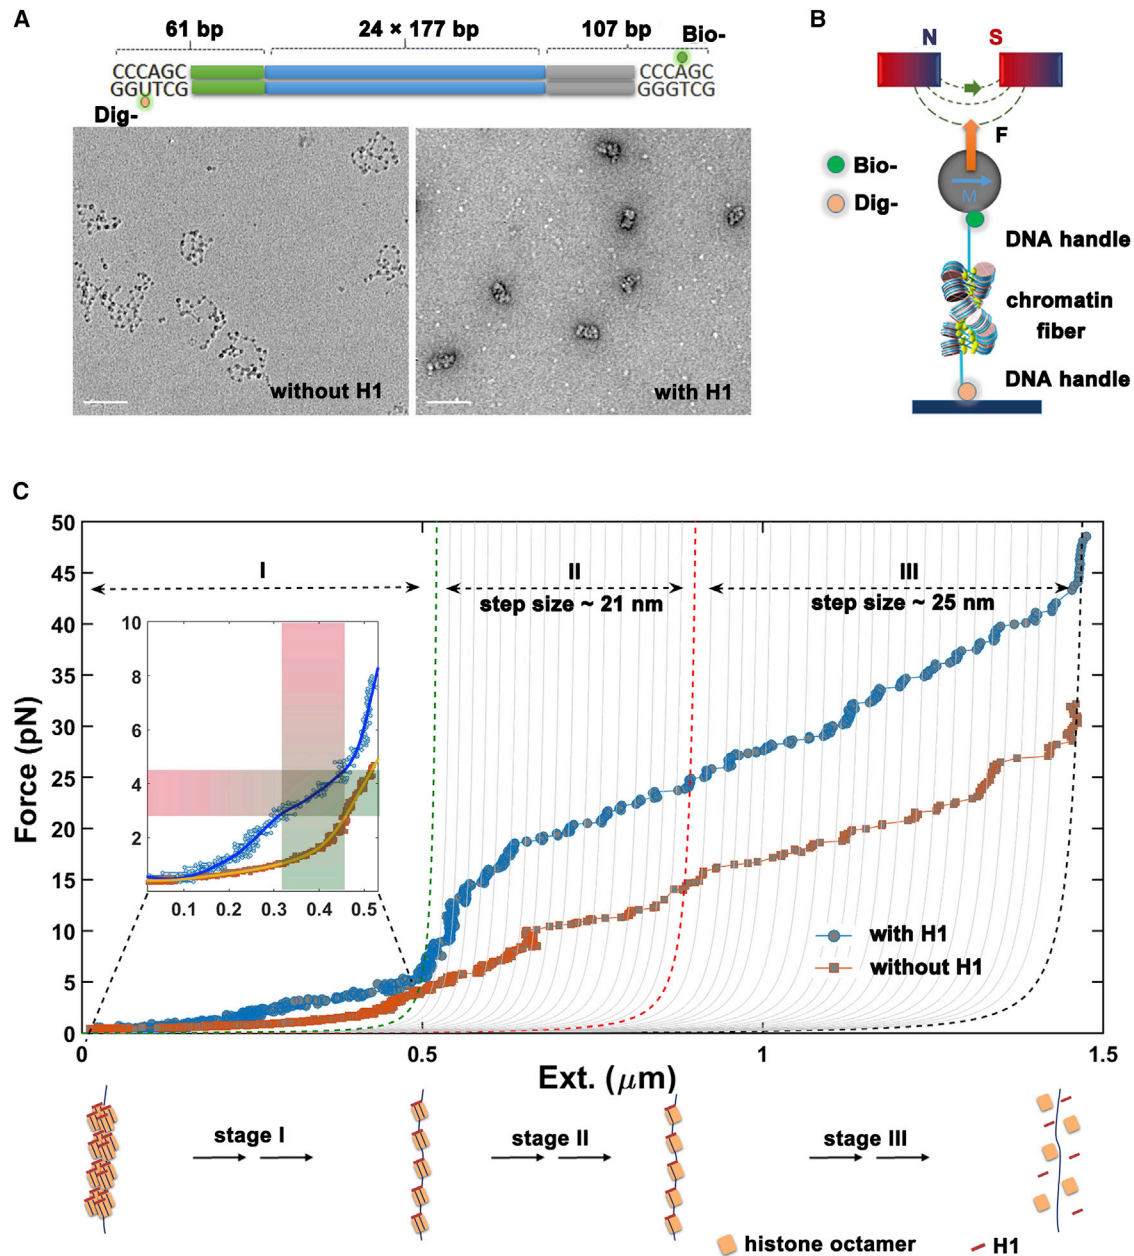 A
61 bp
24 × 177 bp
107 bp
Bio-
CCCAGC
CCCAGC
GGUTCG
GGGTCG
Dig-
without H1
with H1
B
N
S
F
Bio-
M
Dig-
DNA handle
chromatin
fiber
DNA handle
C
50
45
40
35
30
25
20
15
10
5
0
Force (pN)
I
II
III
step size ~ 21 nm
step size ~ 25 nm
10
8
6
4
2
0.1
0.2
0.3
0.4
0.5
with H1
without H1
0
0.5
1
1.5
Ext. (μm)
stage I
stage II
stage III
histone octamer
H1